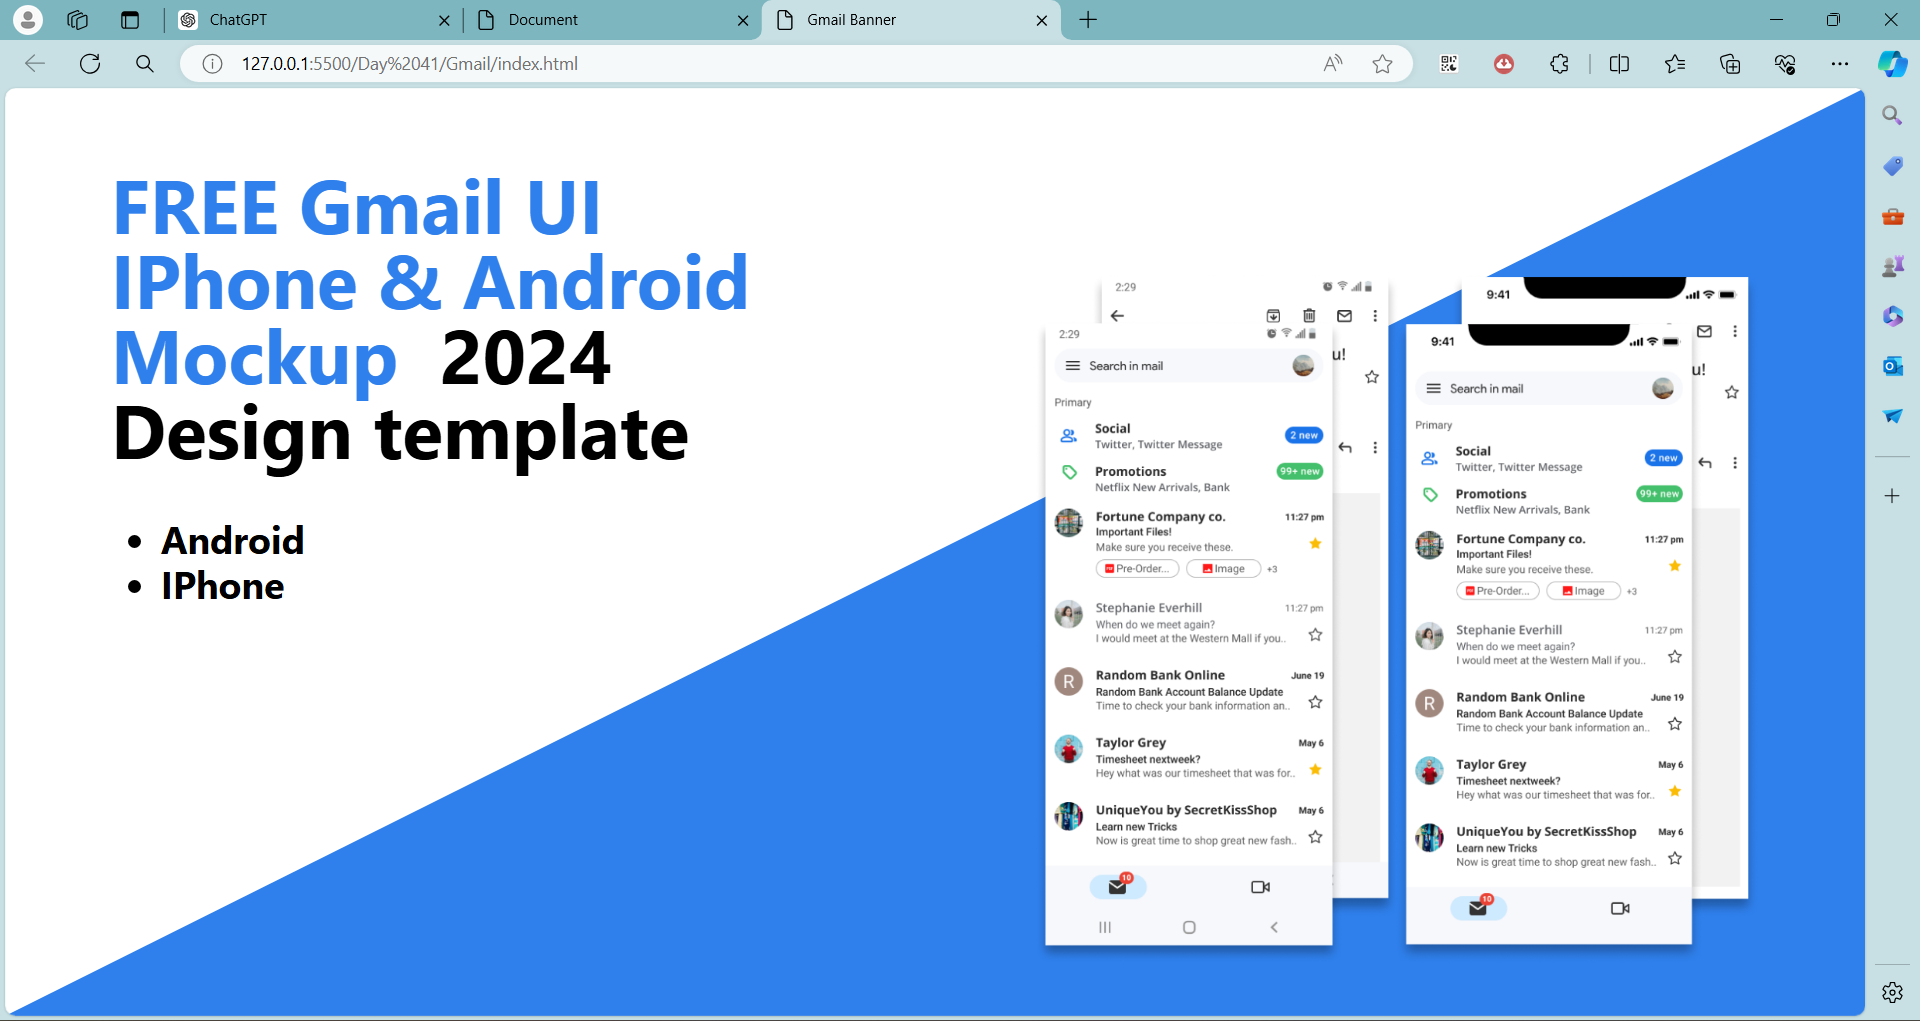 ChatGPT
Document
Gmail Banner
127.0.0.1:5500/Day%2041/Gmail/index.html
FREE Gmail UI
IPhone & Android
Mockup 2024
Design template
• Android
• IPhone
2:29
u!
2:29
Search in mail
Primary
Social
Twitter, Twitter Message
2 new
Promotions
99+ new
Netflix New Arrivals, Bank
Fortune Company co.
11:27 pm
Important Files!
Make sure you receive these.
Pre-Order...
Image
+3
Stephanie Everhill
11:27 pm
When do we meet again?
I would meet at the Western Mall if you..
R
Random Bank Online
June 19
Random Bank Account Balance Update
Time to check your bank information an..
Taylor Grey
May 6
Timesheet nextweek?
Hey what was our timesheet that was for..
UniqueYou by SecretKissShop
May 6
Learn new Tricks
Now is great time to shop great new fash..
10
9:41
u!
9:41
Search in mail
Primary
Social
Twitter, Twitter Message
2 new
Promotions
99+ new
Netflix New Arrivals, Bank
Fortune Company co.
11:27 pm
Important Files!
Make sure you receive these.
Pre-Order...
Image
+3
Stephanie Everhill
11:27 pm
When do we meet again?
I would meet at the Western Mall if you..
R
Random Bank Online
June 19
Random Bank Account Balance Update
Time to check your bank information an..
Taylor Grey
May 6
Timesheet nextweek?
Hey what was our timesheet that was for..
UniqueYou by SecretKissShop
May 6
Learn new Tricks
Now is great time to shop great new fash..
10